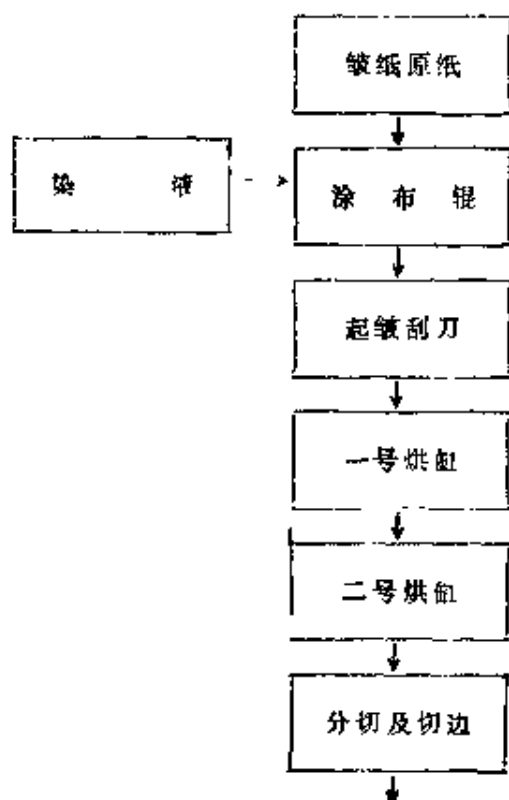 皱纸原纸
染 液
涂 布 辊
起皱刮刀
一号烘缸
二号烘缸
分切及切边